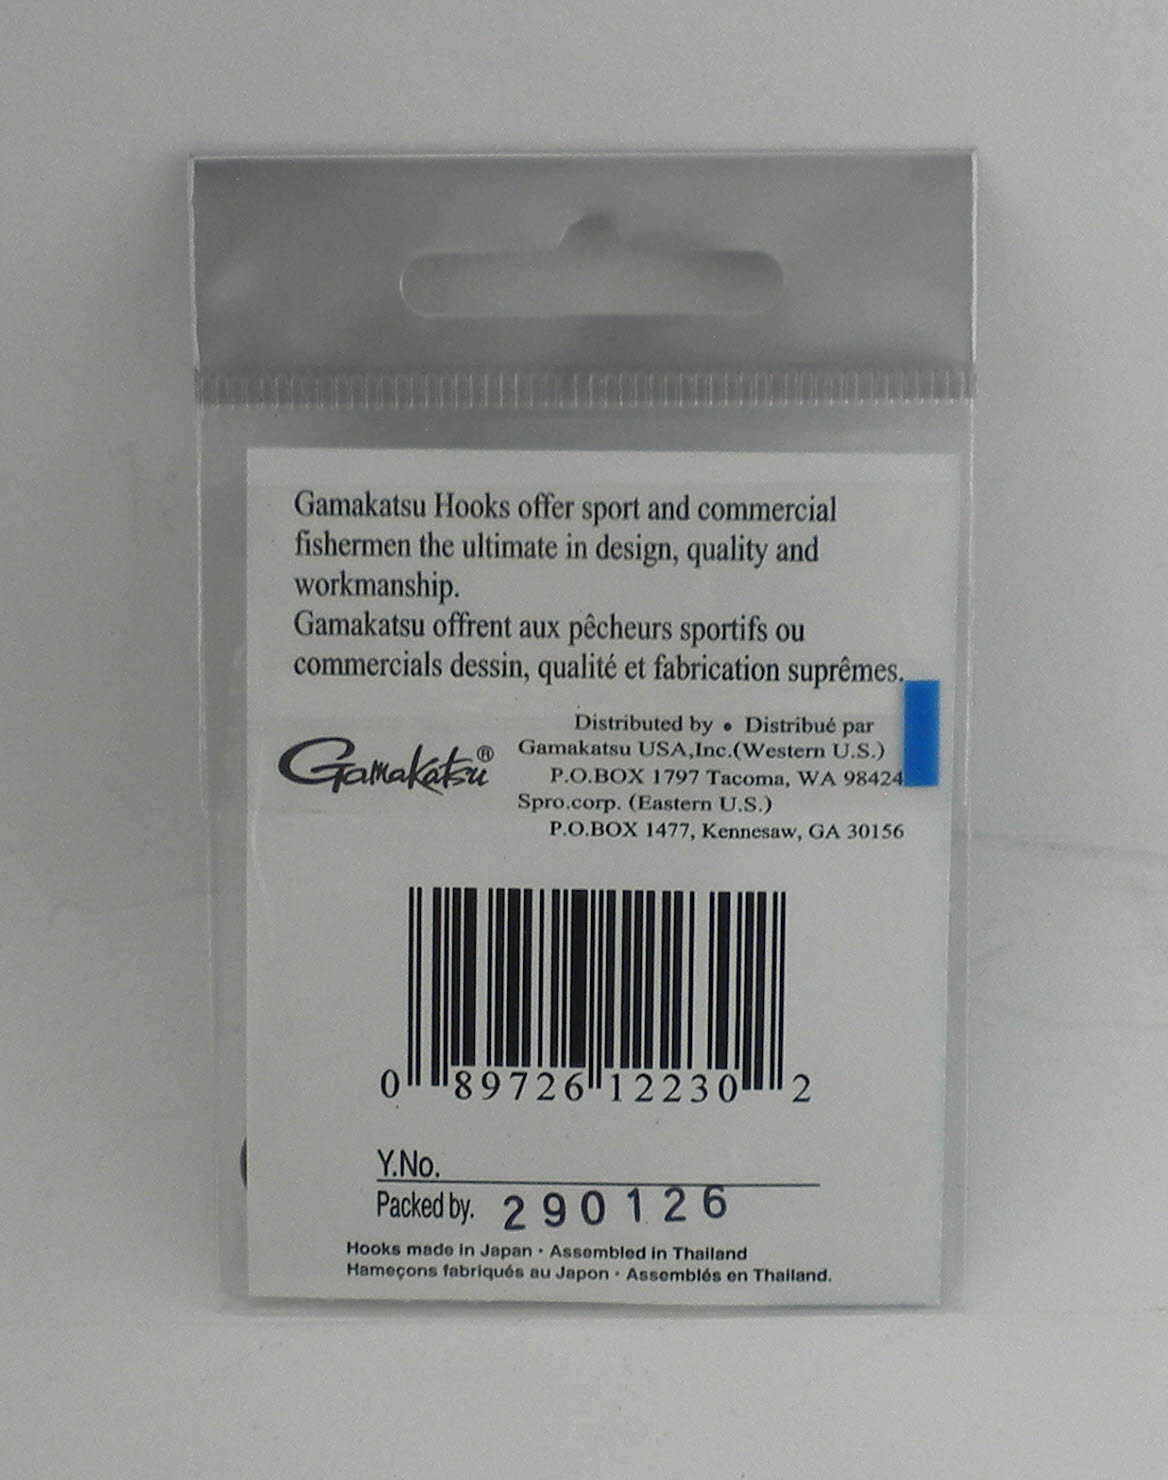 Gamakatsu Hooks offer sport and commercial
fishermen the ultimate in design, quality and
workmanship.
Gamakatsu offrent aux pêcheurs sportifs ou
commercials dessin, qualité et fabrication suprêmes.
Distributed by • Distribué par
Gamakatsu USA,Inc.(Western U.S.)
P.O.BOX 1797 Tacoma, WA 98424
Spro.corp. (Eastern U.S.)
P.O.BOX 1477, Kennesaw, GA 30156
Gamakatsu®
0 89726 12230 2
Y.No.
Packed by. 290126
Hooks made in Japan · Assembled in Thailand
Hameçons fabriqués au Japon · Assemblés en Thailand.